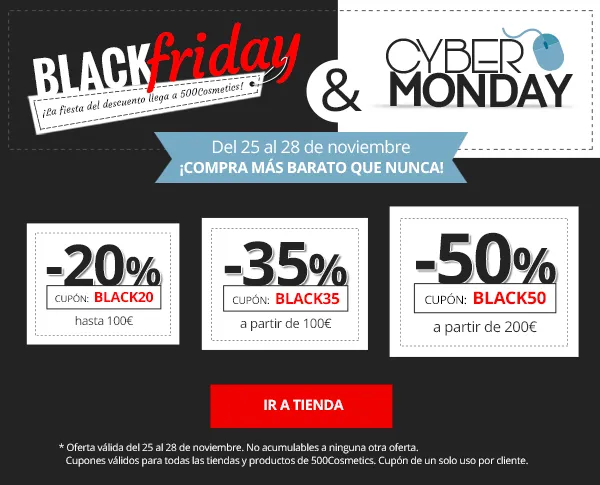 BLACK friday
¡La fiesta del descuento llega a 500Cosmetics!
&
CYBER
MONDAY
Del 25 al 28 de noviembre
¡COMPRA MÁS BARATO QUE NUNCA!
-20%
CUPÓN: BLACK20
hasta 100€
-35%
CUPÓN: BLACK35
a partir de 100€
-50%
CUPÓN: BLACK50
a partir de 200€
IR A TIENDA
* Oferta válida del 25 al 28 de noviembre. No acumulables a ninguna otra oferta.
Cupones válidos para todas las tiendas y productos de 500Cosmetics. Cupón de un solo uso por cliente.